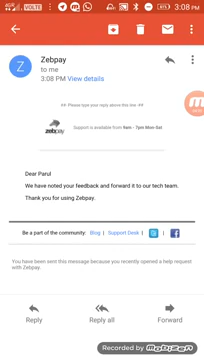 4G VoLTE 3:08 PM
Z
Zebpay
to me
3:08 PM View details
## Please type your reply above this line ##
zebpay
Support is available from 9am - 7pm Mon-Sat
Dear Parul
We have noted your feedback and forward it to our tech team.
Thank you for using Zebpay.
Be a part of the community: Blog | Support Desk | |
You have been sent this message because you recently opened a help request
with Zebpay.
Reply Reply all Forward
Recorded by mobizen